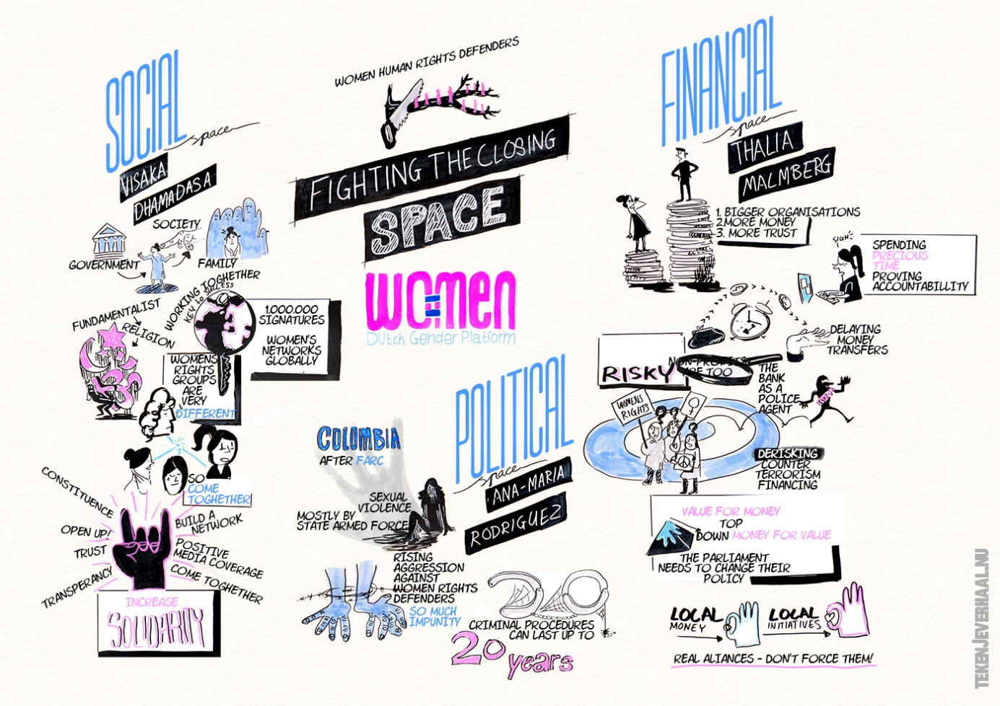 WOMEN HUMAN RIGHTS DEFENDERS
FIGHTING THE CLOSING
SPACE
WO=MEN
Dutch Gender Platform
SOCIAL
space
VISAKA
DHAMADASA
SOCIETY
GOVERNMENT
FAMILY
WORKING TOGHETHER
KEY to SUCCESS
FUNDAMENTALIST
RELIGION
1.000.000
SIGNATURES
WOMEN'S
NETWORKS
GLOBALLY
WOMENS
RIGHTS
GROUPS
ARE
VERY
DIFFERENT
SO
COME
TOGHETHER
CONSTITUENCE
OPEN UP!
TRUST
TRANSPERANCY
BUILD A
NETWORK
POSITIVE
MEDIA COVERAGE
COME TOGHETHER
INCREASE
SOLIDARITY
POLITICAL
space
ANA-MARIA
RODRIGUEZ
COLOMBIA
AFTER FARC
SEXUAL
VIOLENCE
MOSTLY BY
STATE ARMED FORCES
RISING
AGGRESSION
AGAINST
WOMEN RIGHTS
DEFENDERS
SO MUCH
IMPUNITY
20
CRIMINAL PROCEDURES
CAN LAST UP TO
20 years
FINANCIAL
space
THALIA
MALMBERG
1. BIGGER ORGANISATIONS
2. MORE MONEY
3. MORE TRUST
SIGH
SPENDING
PRECIOUS
TIME
PROVING
ACCOUNTABILLITY
DELAYING
MONEY
TRANSFERS
RISKY
NON-PROFITS
ARE TOO
THE
BANK
AS A
POLICE
AGENT
WOMENS
RIGHTS
DERISKING
COUNTER
TERRORISM
FINANCING
VALUE FOR MONEY
TOP
DOWN MONEY FOR VALUE
THE PARLIAMENT
NEEDS TO CHANGE THEIR
POLICY
LOCAL
MONEY
LOCAL
INITIATIVES
REAL ALIANCES - DON'T FORCE THEM!
TEKENJEVERHAAL.NU